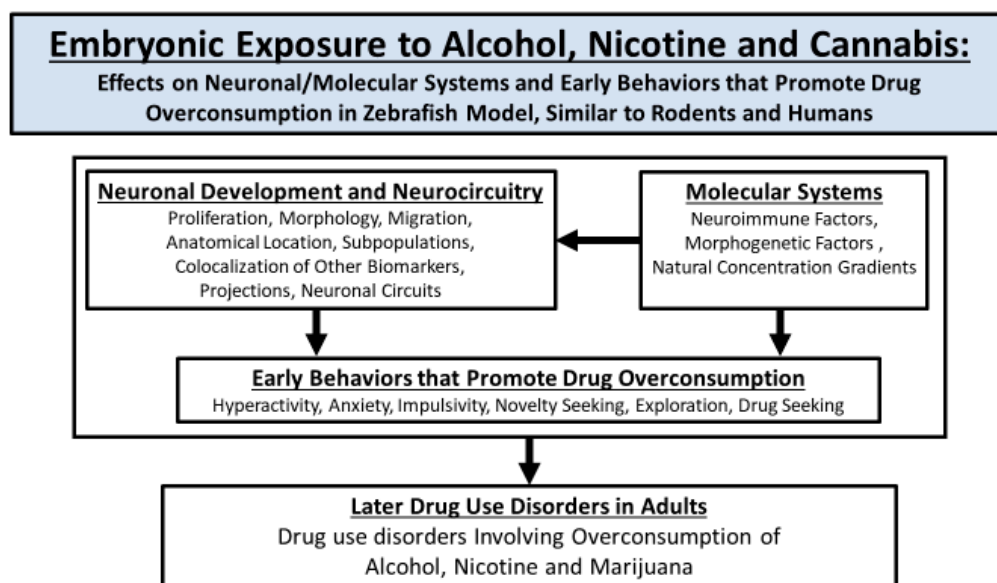 Embryonic Exposure to Alcohol, Nicotine and Cannabis:
Effects on Neuronal/Molecular Systems and Early Behaviors that Promote Drug
Overconsumption in Zebrafish Model, Similar to Rodents and Humans
Neuronal Development and Neurocircuitry
Proliferation, Morphology, Migration,
Anatomical Location, Subpopulations,
Colocalization of Other Biomarkers,
Projections, Neuronal Circuits
Molecular Systems
Neuroimmune Factors,
Morphogenetic Factors ,
Natural Concentration Gradients
Early Behaviors that Promote Drug Overconsumption
Hyperactivity, Anxiety, Impulsivity, Novelty Seeking, Exploration, Drug Seeking
Later Drug Use Disorders in Adults
Drug use disorders Involving Overconsumption of
Alcohol, Nicotine and Marijuana